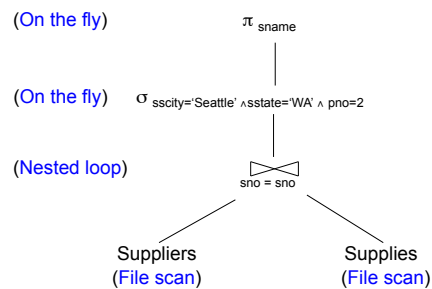 (On the fly) π sname
(On the fly) σ sscity=‘Seattle’ ∧sstate=‘WA’ ∧ pno=2
(Nested loop)
sno = sno
Suppliers Supplies
(File scan) (File scan)